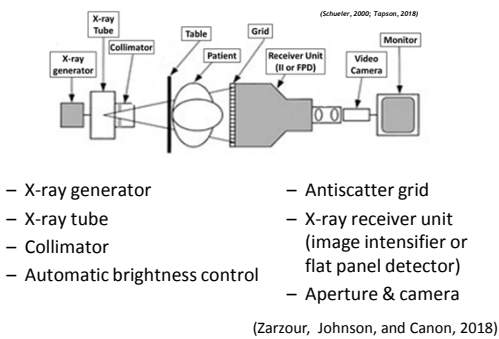 (Schueler, 2000; Tapson, 2018)
X-ray
Tube
Collimator
X-ray
generator
Table
Patient
Grid
Receiver Unit
(II or FPD)
Video
Camera
Monitor
– X-ray generator
– X-ray tube
– Collimator
– Automatic brightness control
– Antiscatter grid
– X-ray receiver unit
(image intensifier or
flat panel detector)
– Aperture & camera
(Zarzour, Johnson, and Canon, 2018)